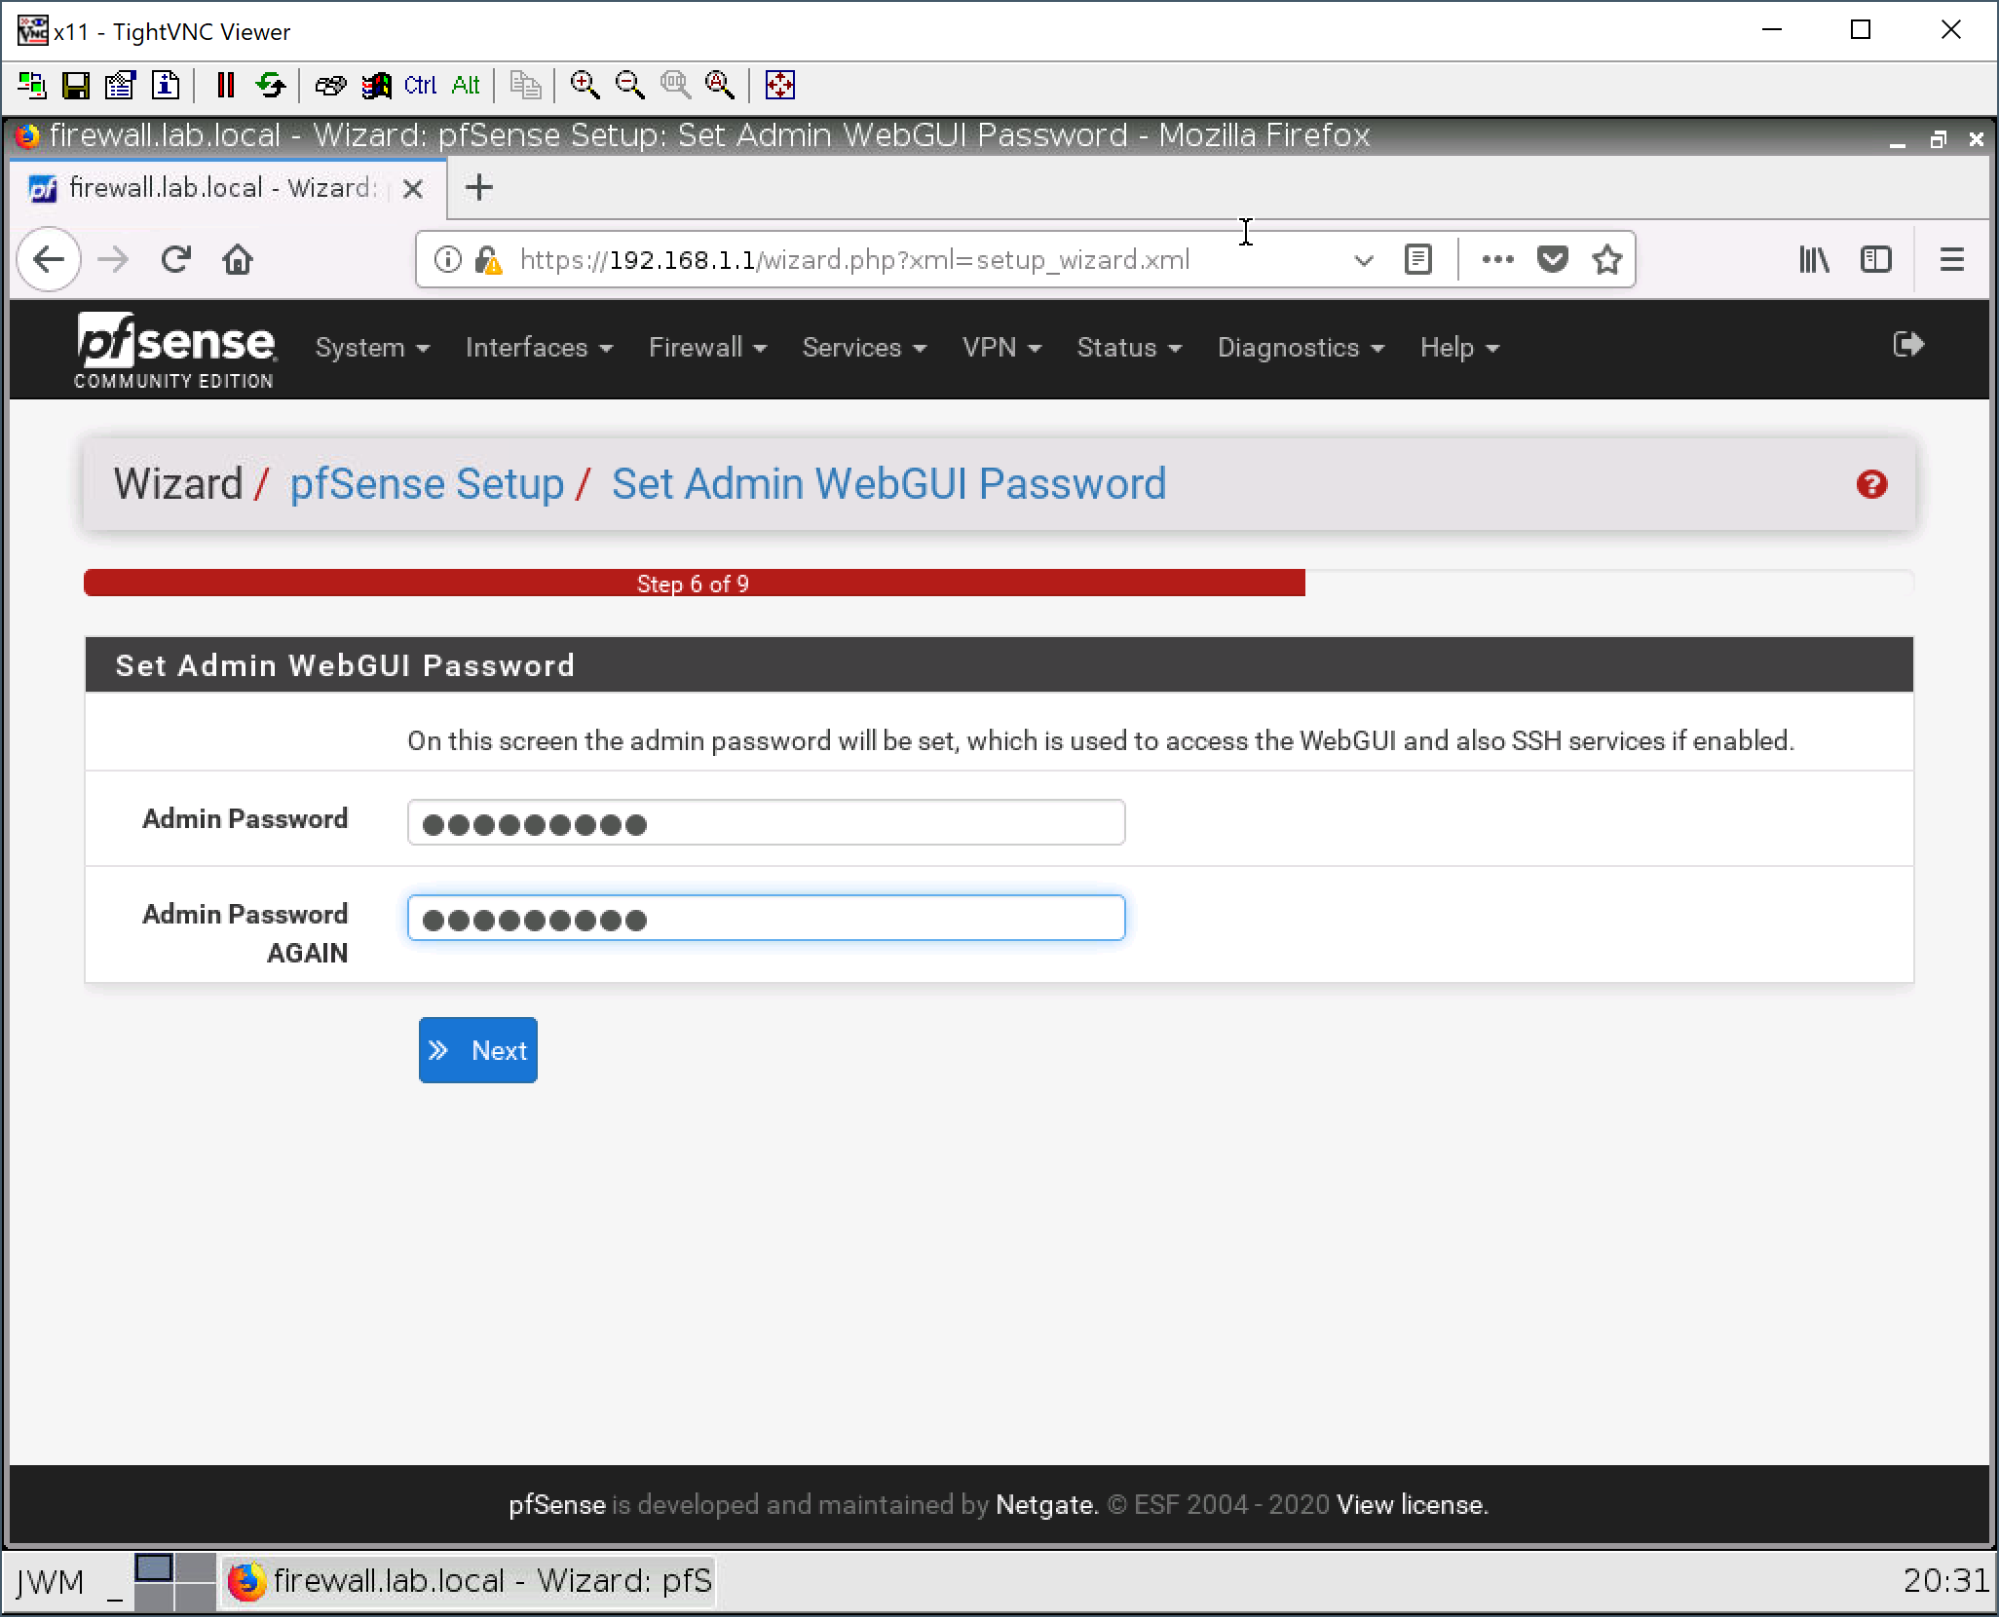 x11 - TightVNC Viewer
Ctrl Alt
firewall.lab.local - Wizard: pfSense Setup: Set Admin WebGUI Password - Mozilla Firefox
pf firewall.lab.local - Wizard:
https://192.168.1.1/wizard.php?xml=setup_wizard.xml
pfsense
COMMUNITY EDITION
System Interfaces Firewall Services VPN Status Diagnostics Help
Wizard / pfSense Setup / Set Admin WebGUI Password
Step 6 of 9
Set Admin WebGUI Password
On this screen the admin password will be set, which is used to access the WebGUI and also SSH services if enabled.
Admin Password
Admin Password
AGAIN
Next
pfSense is developed and maintained by Netgate. © ESF 2004 - 2020 View license.
JWM _ firewall.lab.local - Wizard: pfS 20:31